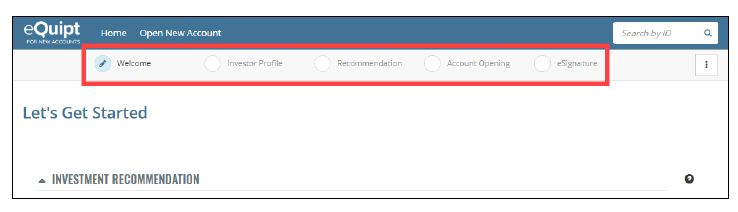 eQuipt
FOR NEW ACCOUNTS
Home Open New Account
Search by ID
Welcome Investor Profile Recommendation Account Opening eSignature
Let's Get Started
INVESTMENT RECOMMENDATION